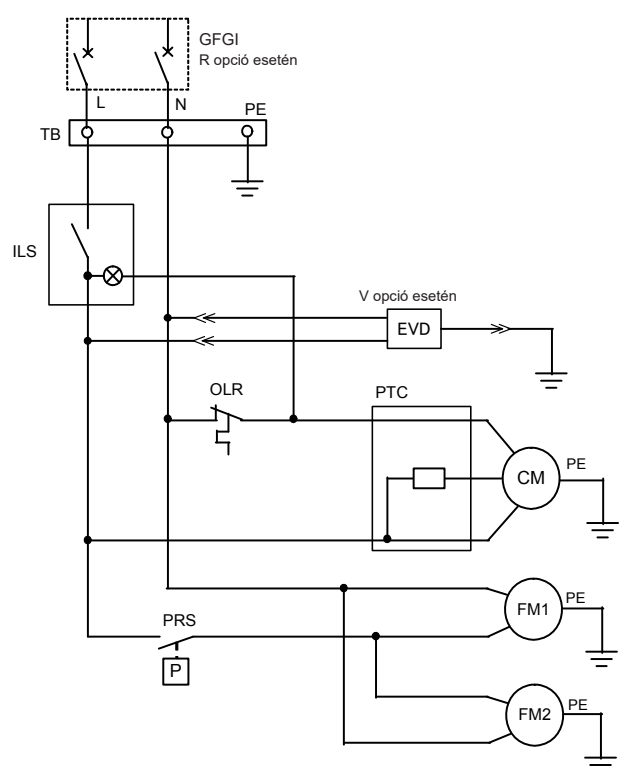 GFGI
R opció esetén
L
N
PE
TB
ILS
V opció esetén
EVD
OLR
PTC
CM
PE
FM1
PE
PRS
P
FM2
PE